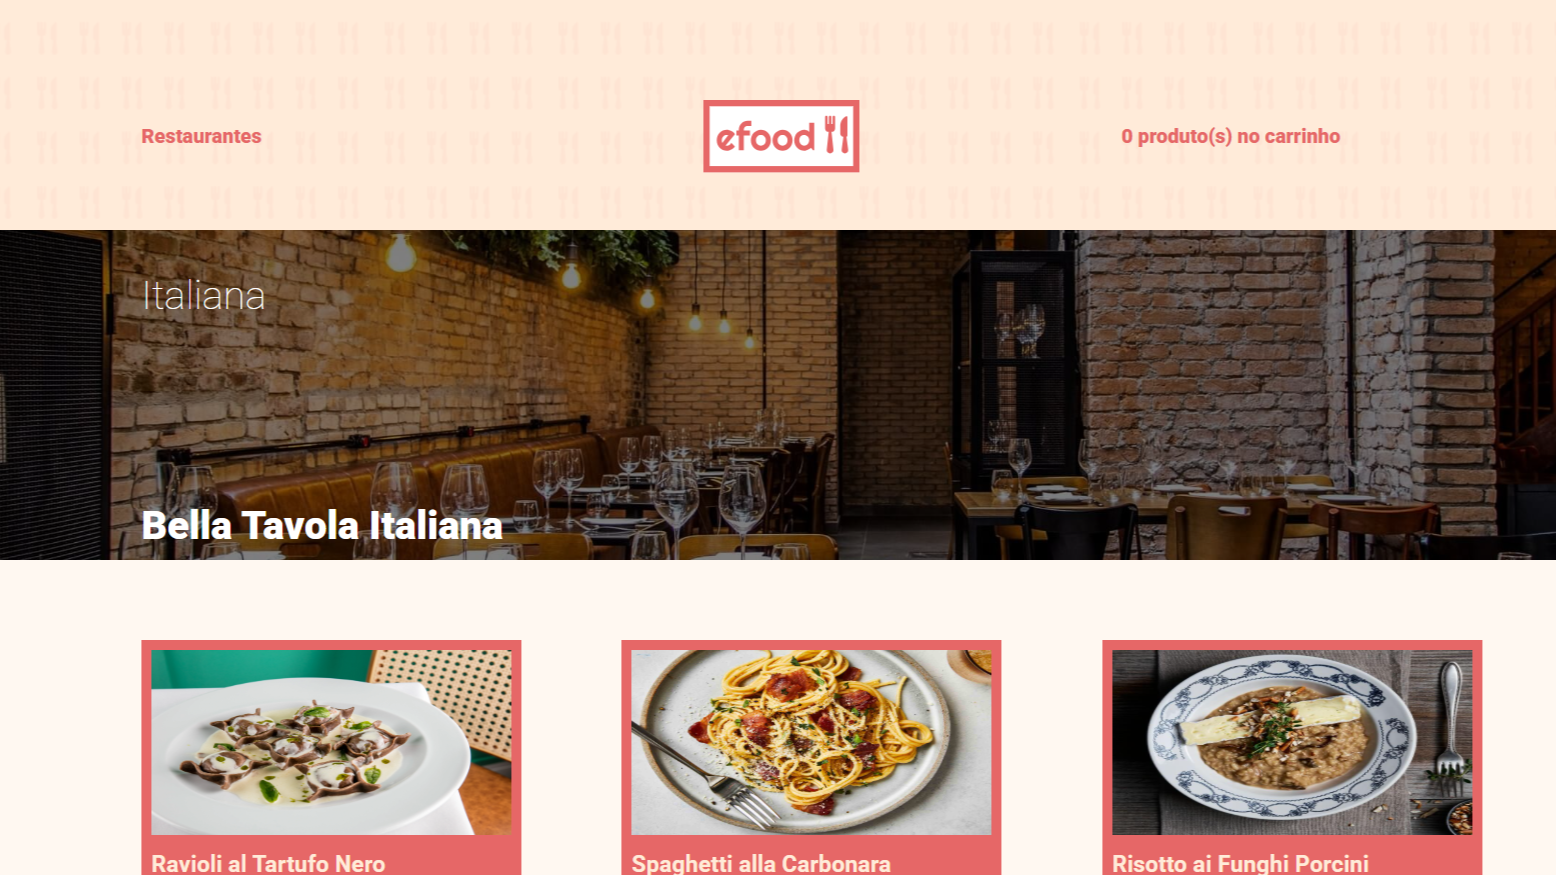 Restaurantes
efood
0 produto(s) no carrinho
Italiana
Bella Tavola Italiana
Ravioli al Tartufo Nero
Spaghetti alla Carbonara
Risotto ai Funghi Porcini